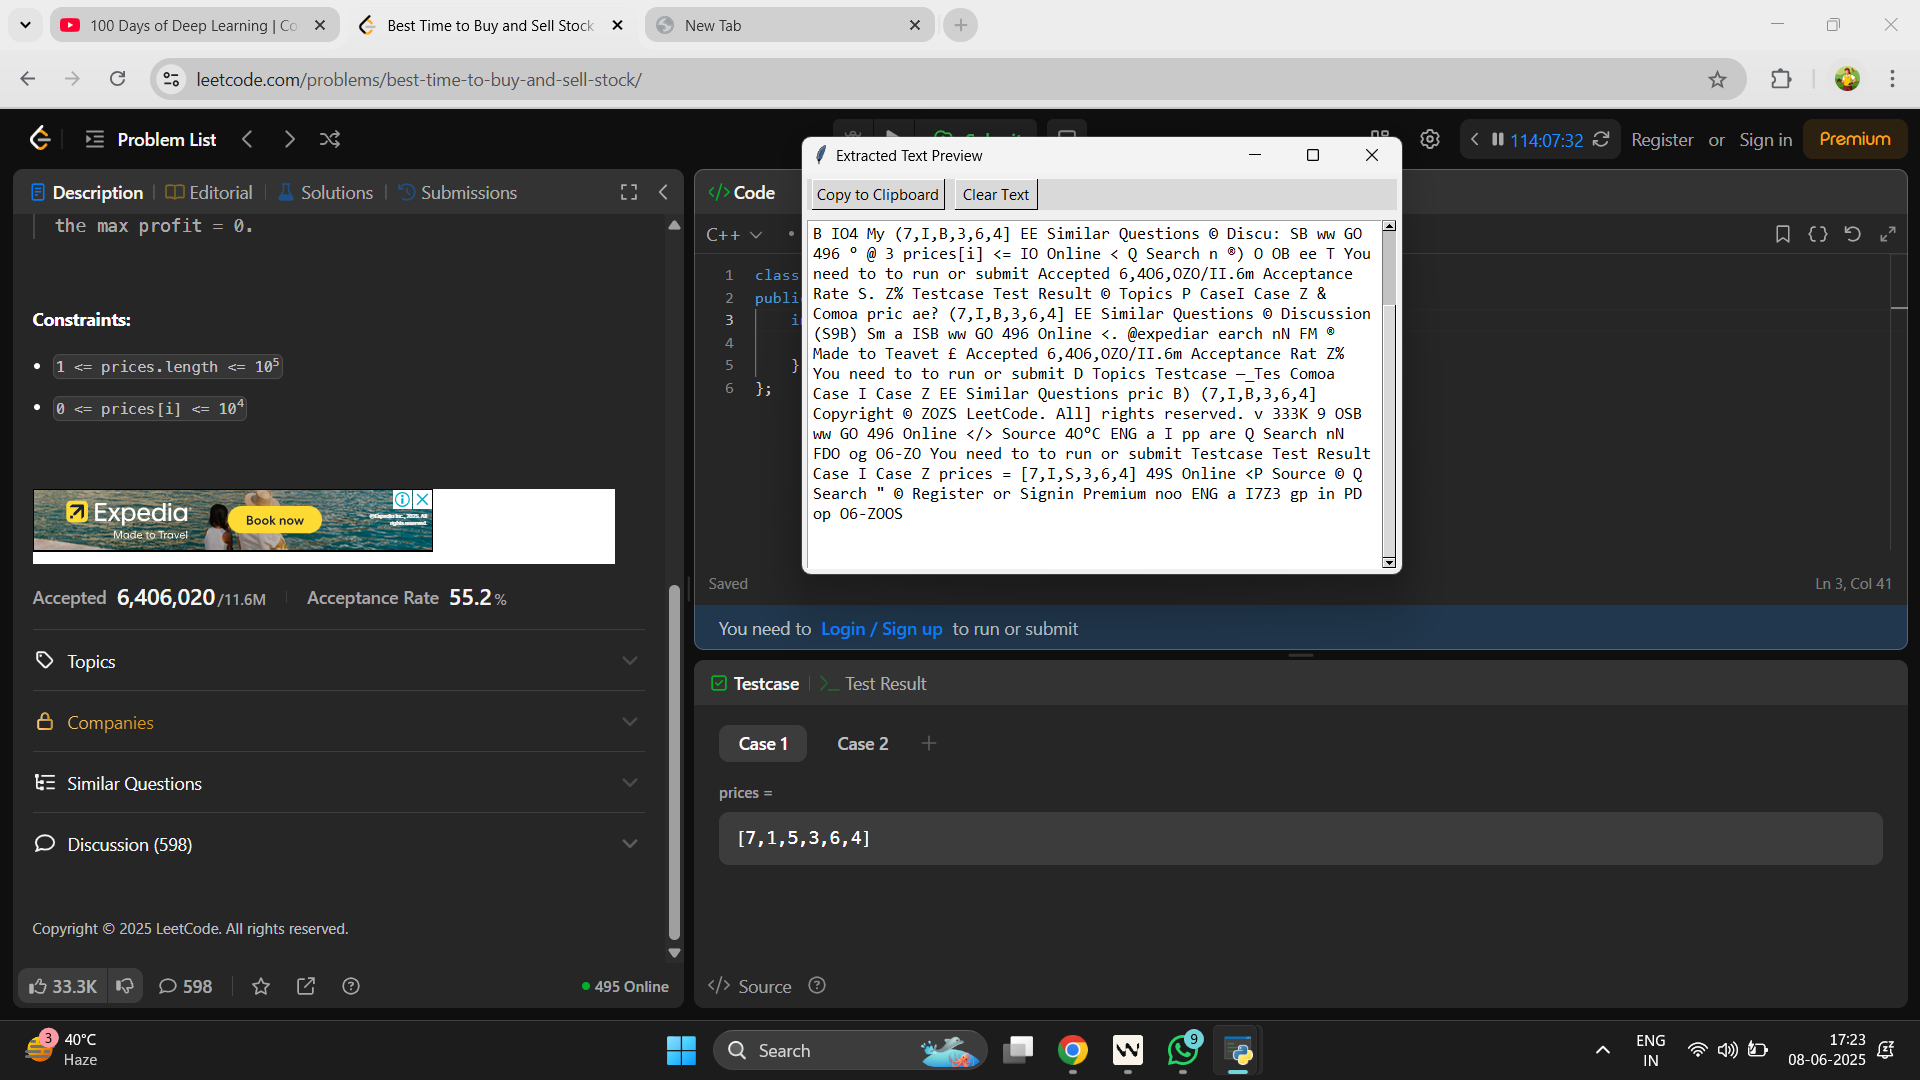 100 Days of Deep Learning | Co
Best Time to Buy and Sell Stock
New Tab
leetcode.com/problems/best-time-to-buy-and-sell-stock/
Problem List
114:07:32
Register or Sign in
Premium
Description
Editorial
Solutions
Submissions
the max profit = 0.
Constraints:
1 <= prices.length <= 10⁵
0 <= prices[i] <= 10⁴
Expedia
Made to Travel
Book now
Accepted 6,406,020/11.6M
Acceptance Rate 55.2%
Topics
Companies
Similar Questions
Discussion (598)
Copyright © 2025 LeetCode. All rights reserved.
33.3K
598
495 Online
Code
C++
1 class
2 publi
3 in
4
5 }
6 };
Extracted Text Preview
Copy to Clipboard
Clear Text
B IO4 My (7,I,B,3,6,4] EE Similar Questions © Discu: SB ww GO
496 ° @ 3 prices[i] <= IO Online < Q Search n ®) O OB ee T You
need to to run or submit Accepted 6,4O6,OZO/II.6m Acceptance
Rate S. Z% Testcase Test Result © Topics P CaseI Case Z &
Comoa pric ae? (7,I,B,3,6,4] EE Similar Questions © Discussion
(S9B) Sm a ISB ww GO 496 Online <. @expediar earch nN FM ®
Made to Teavet £ Accepted 6,4O6,OZO/II.6m Acceptance Rat Z%
You need to to run or submit D Topics Testcase —_Tes Comoa
Case I Case Z EE Similar Questions pric B) (7,I,B,3,6,4]
Copyright © ZOZS LeetCode. All] rights reserved. v 333K 9 OSB
ww GO 496 Online </> Source 4O°C ENG a I pp are Q Search nN
FDO og O6-ZO You need to to run or submit Testcase Test Result
Case I Case Z prices = [7,I,S,3,6,4] 49S Online <P Source © Q
Search " © Register or Signin Premium noo ENG a I7Z3 gp in PD
op O6-ZOOS
Saved
Ln 3, Col 41
You need to Login / Sign up to run or submit
Testcase
Test Result
Case 1
Case 2
prices =
[7,1,5,3,6,4]
Source
3
40°C
Haze
Search
9
ENG
IN
17:23
08-06-2025